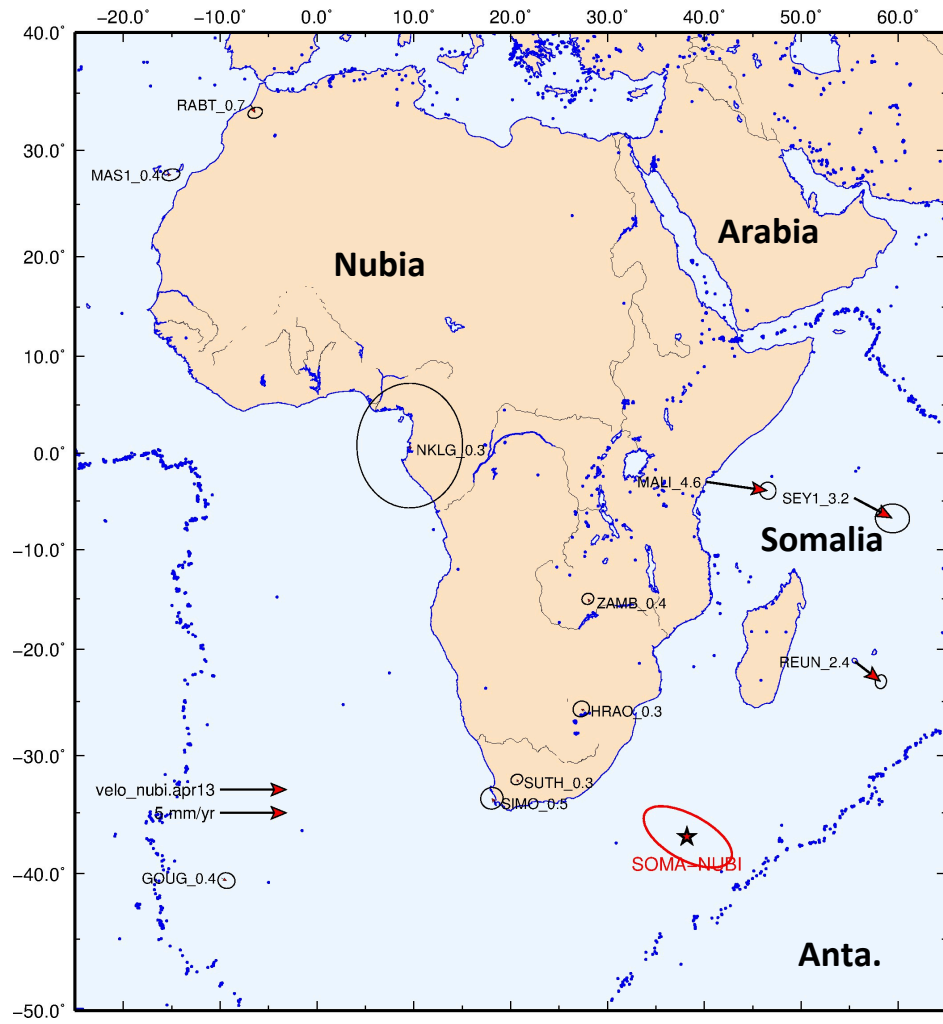 −20.0˚ −10.0˚ 0.0˚ 10.0˚ 20.0˚ 30.0˚ 40.0˚ 50.0˚ 60.0˚
40.0˚
RABT_0.7
30.0˚
MAS1_0.4
Arabia
20.0˚
Nubia
10.0˚
0.0˚
NKLG_0.3
MALI_4.6
SEY1_3.2
Somalia
−10.0˚
ZAMB_0.4
−20.0˚
REUN_2.4
HRAO_0.3
−30.0˚
SUTH_0.3
velo_nubi.apr13
SIMO_0.5
5 mm/yr
SOMA−NUBI
−40.0˚
GOUG_0.4
Anta.
−50.0˚